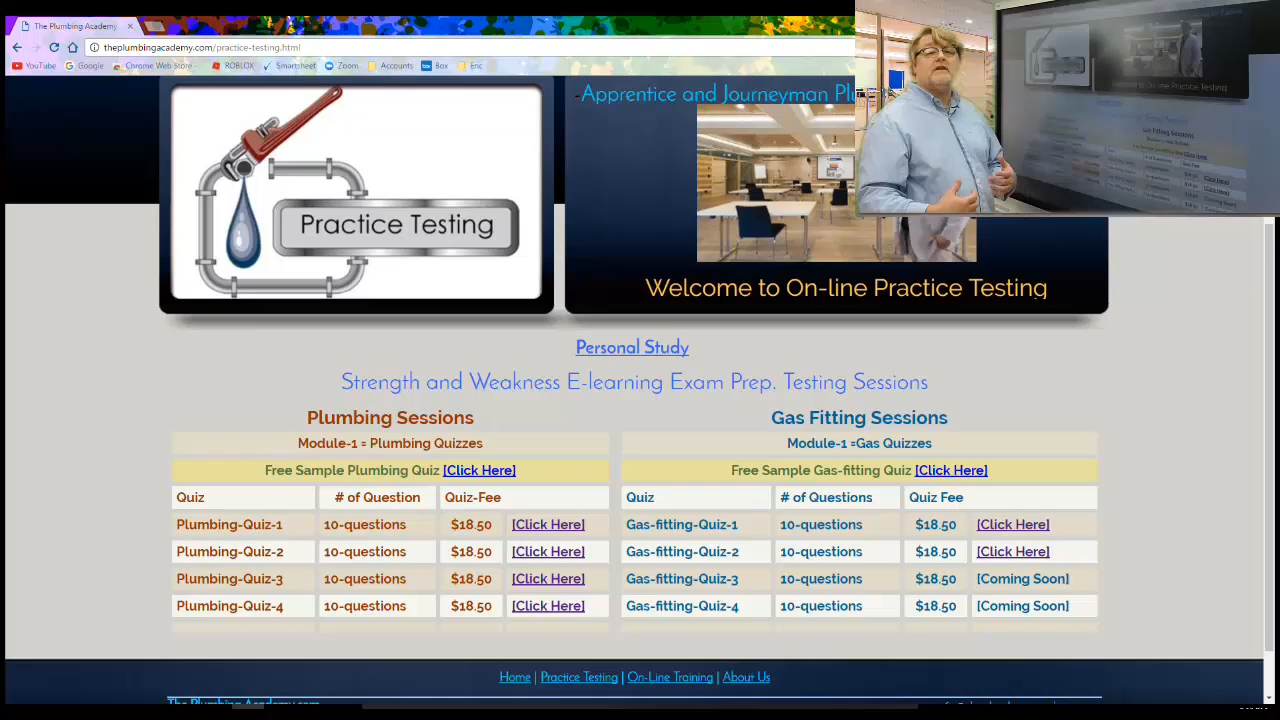 The Plumbing Academy
theplumbingacademy.com/practice-testing.html
YouTube Google Chrome Web Store ROBLOX Smartsheet Zoom Accounts Box Eric
Practice Testing
-Apprentice and Journeyman
Welcome to On-line Practice Testing
Personal Study
Strength and Weakness E-learning Exam Prep. Testing Sessions
Plumbing Sessions
Module-1 = Plumbing Quizzes
Free Sample Plumbing Quiz [Click Here]
Quiz # of Question Quiz-Fee
Plumbing-Quiz-1 10-questions $18.50 [Click Here]
Plumbing-Quiz-2 10-questions $18.50 [Click Here]
Plumbing-Quiz-3 10-questions $18.50 [Click Here]
Plumbing-Quiz-4 10-questions $18.50 [Click Here]
Gas Fitting Sessions
Module-1 =Gas Quizzes
Free Sample Gas-fitting Quiz [Click Here]
Quiz # of Questions Quiz Fee
Gas-fitting-Quiz-1 10-questions $18.50 [Click Here]
Gas-fitting-Quiz-2 10-questions $18.50 [Click Here]
Gas-fitting-Quiz-3 10-questions $18.50 [Coming Soon]
Gas-fitting-Quiz-4 10-questions $18.50 [Coming Soon]
Home | Practice Testing | On-Line Training | About Us
The Plumbing Academy.com